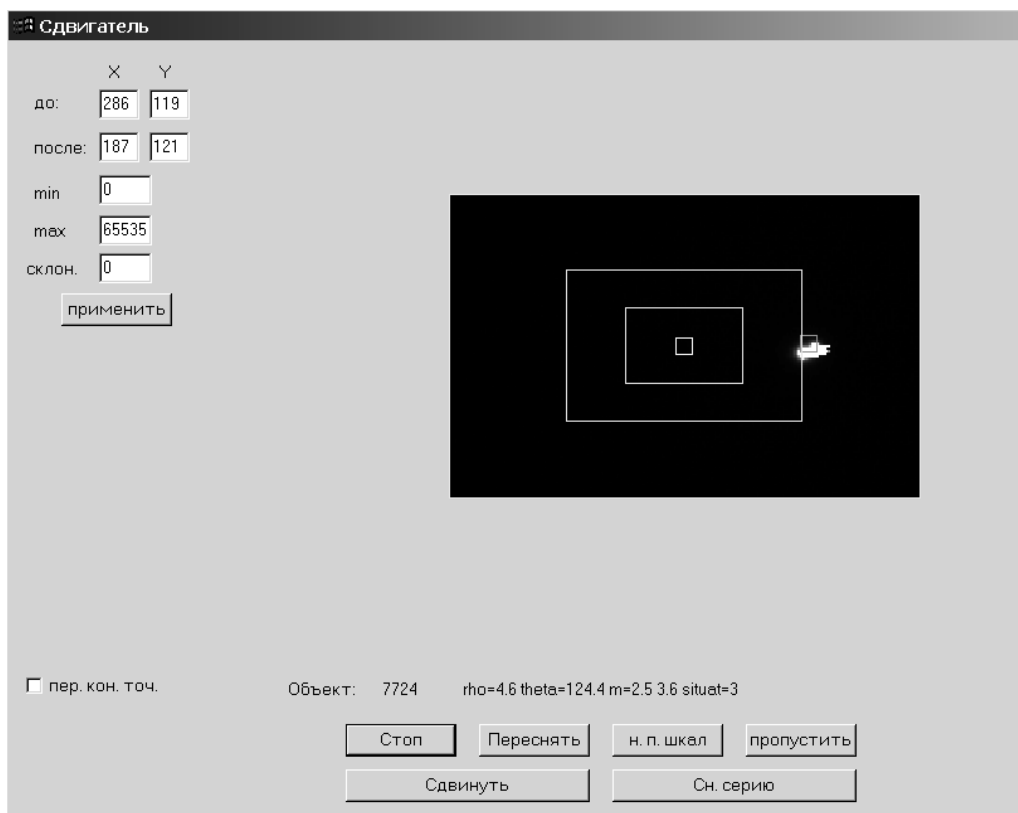 Сдвигатель
X Y
до: 286 119
после: 187 121
min 0
max 65535
склон. 0
применить
пер. кон. точ.
Объект: 7724 rho=4.6 theta=124.4 m=2.5 3.6 situat=3
Стоп Переснять н. п. шкал пропустить
Сдвинуть Сн. серию